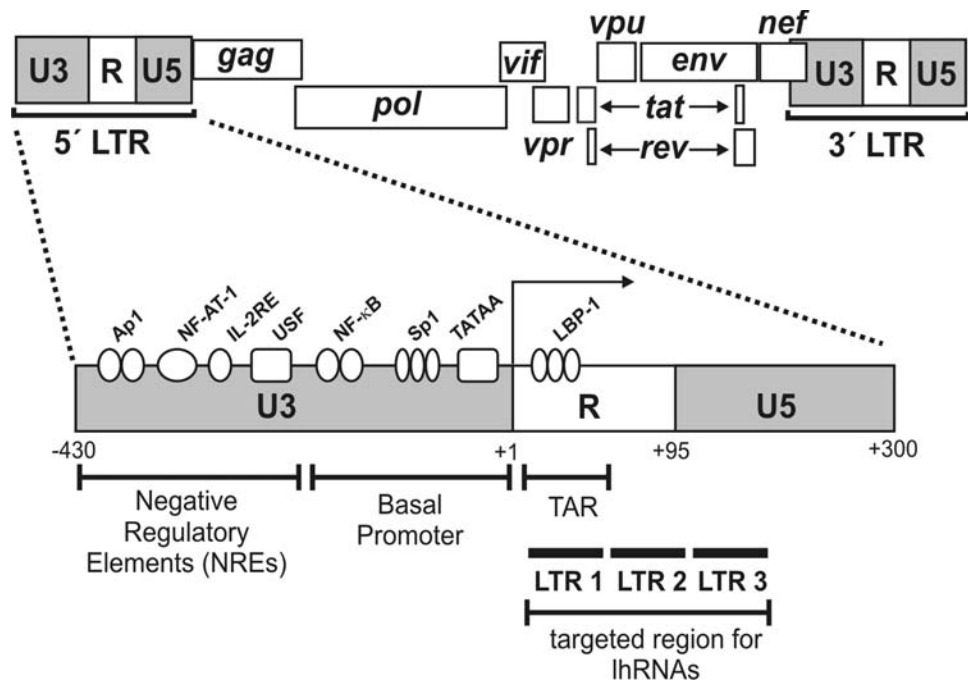 vpu nef
U3 R U5 gag vif env U3 R U5
pol tat
vpr rev
5´ LTR 3´ LTR
Ap1 NF-AT-1 IL-2RE USF NF-κB Sp1 TATAA LBP-1
U3 R U5
-430 +1 +95 +300
Negative
Regulatory
Elements (NREs)
Basal
Promoter
TAR
LTR 1 LTR 2 LTR 3
targeted region for
lhRNAs